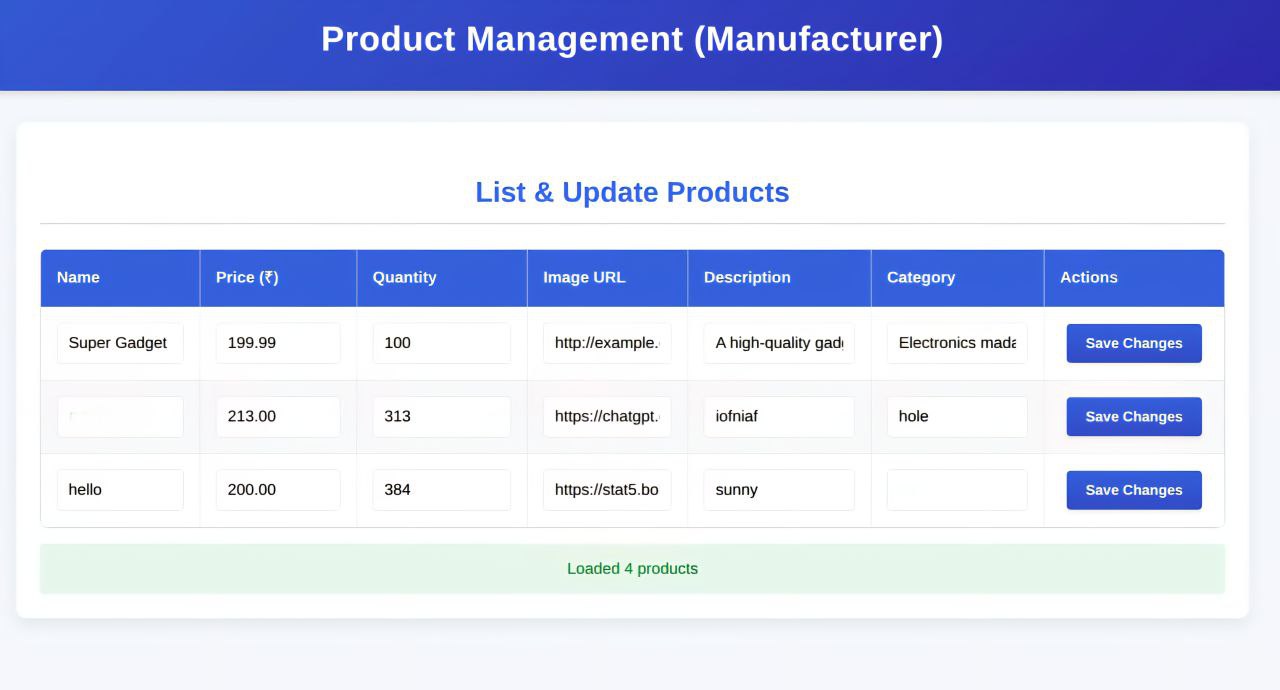 Product Management (Manufacturer)
List & Update Products
Name Price (₹) Quantity Image URL Description Category Actions
Super Gadget 199.99 100 http://example. A high-quality gad Electronics mada Save Changes
213.00 313 https://chatgpt. iofniaf hole Save Changes
hello 200.00 384 https://stat5.bo sunny Save Changes
Loaded 4 products